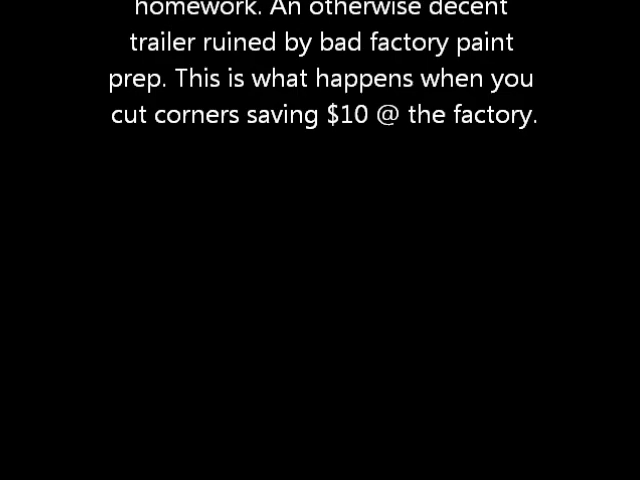 homework. An otherwise decent
trailer ruined by bad factory paint
prep. This is what happens when you
cut corners saving $10 @ the factory.